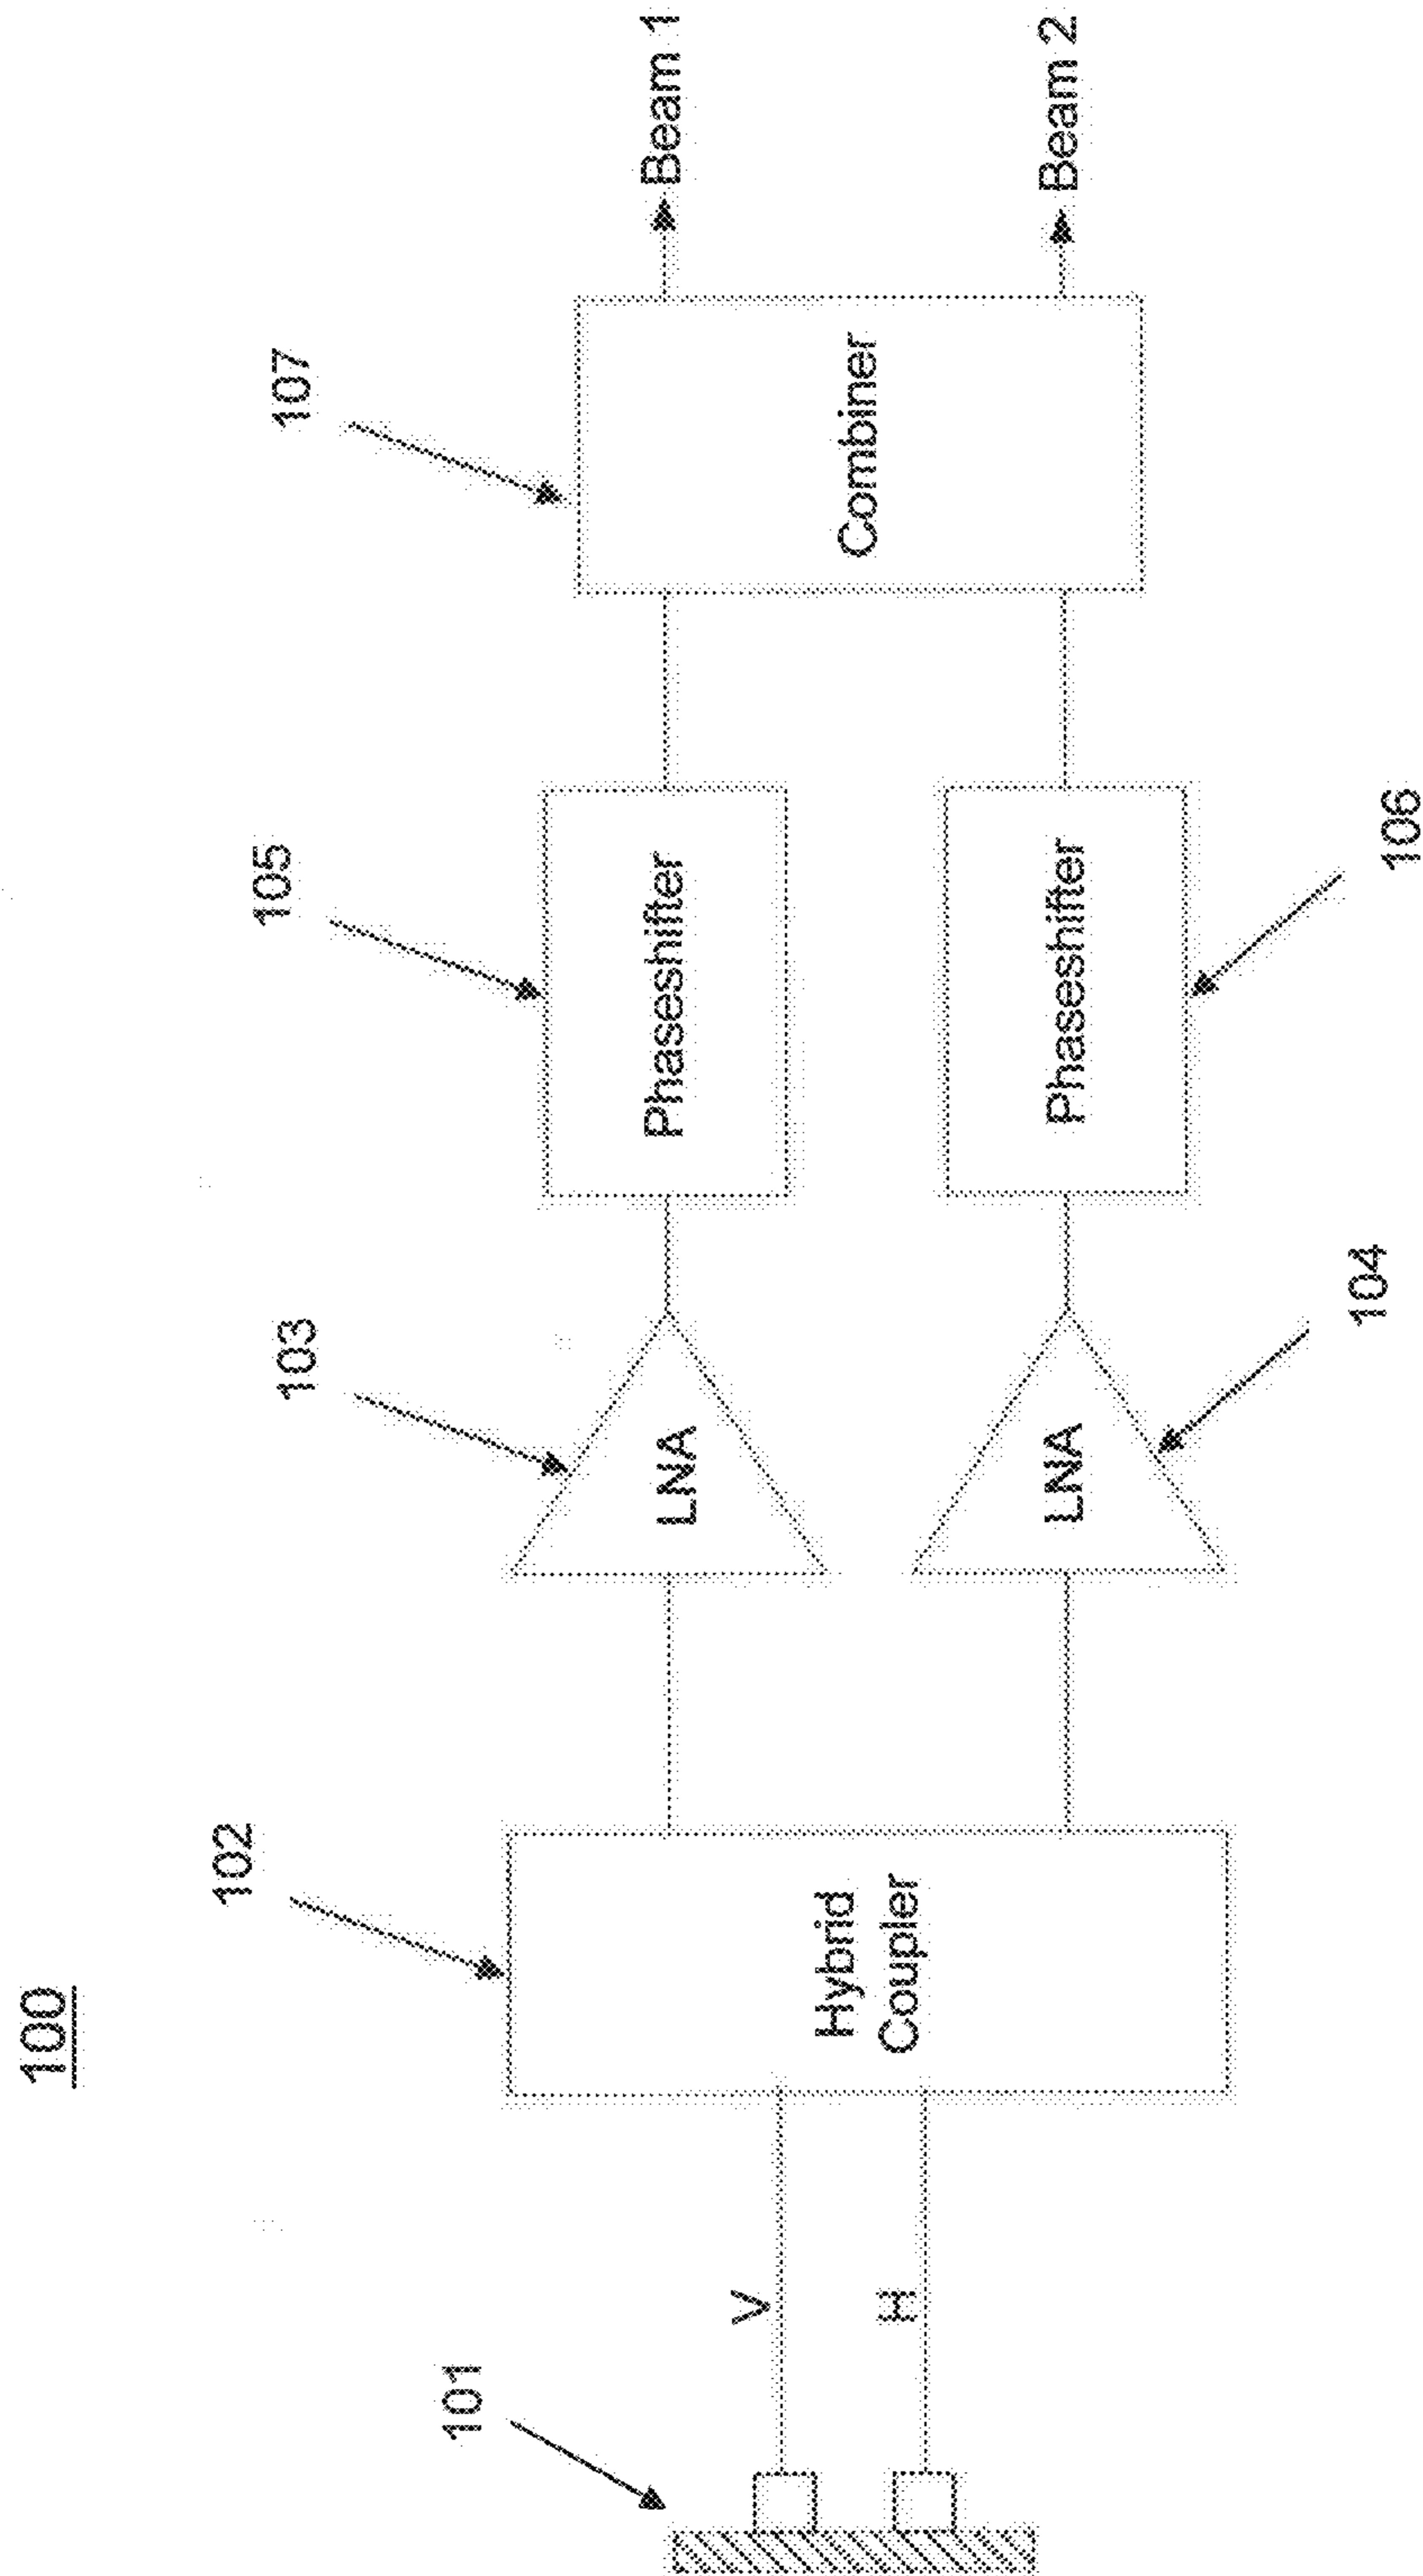 100
101
V
H
102
Hybrid
Coupler
103
LNA
LNA
104
105
Phaseshifter
Phaseshifter
106
107
Combiner
Beam 1
Beam 2